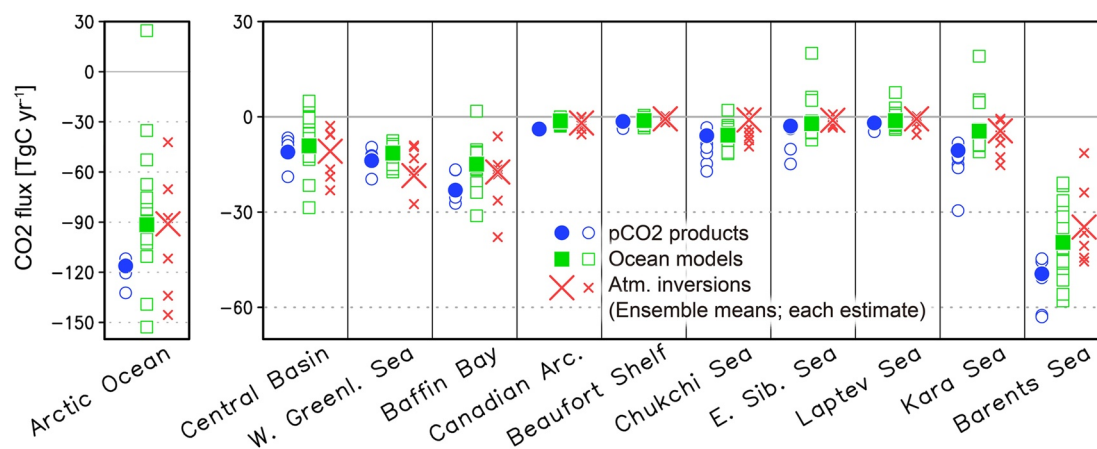 CO2 flux [TgC yr⁻¹]
30
0
−30
−60
−90
−120
−150
Arctic Ocean
30
0
−30
−60
pCO2 products
Ocean models
Atm. inversions
(Ensemble means; each estimate)
Central Basin
W. Greenl. Sea
Baffin Bay
Canadian Arc.
Beaufort Shelf
Chukchi Sea
E. Sib. Sea
Laptev Sea
Kara Sea
Barents Sea